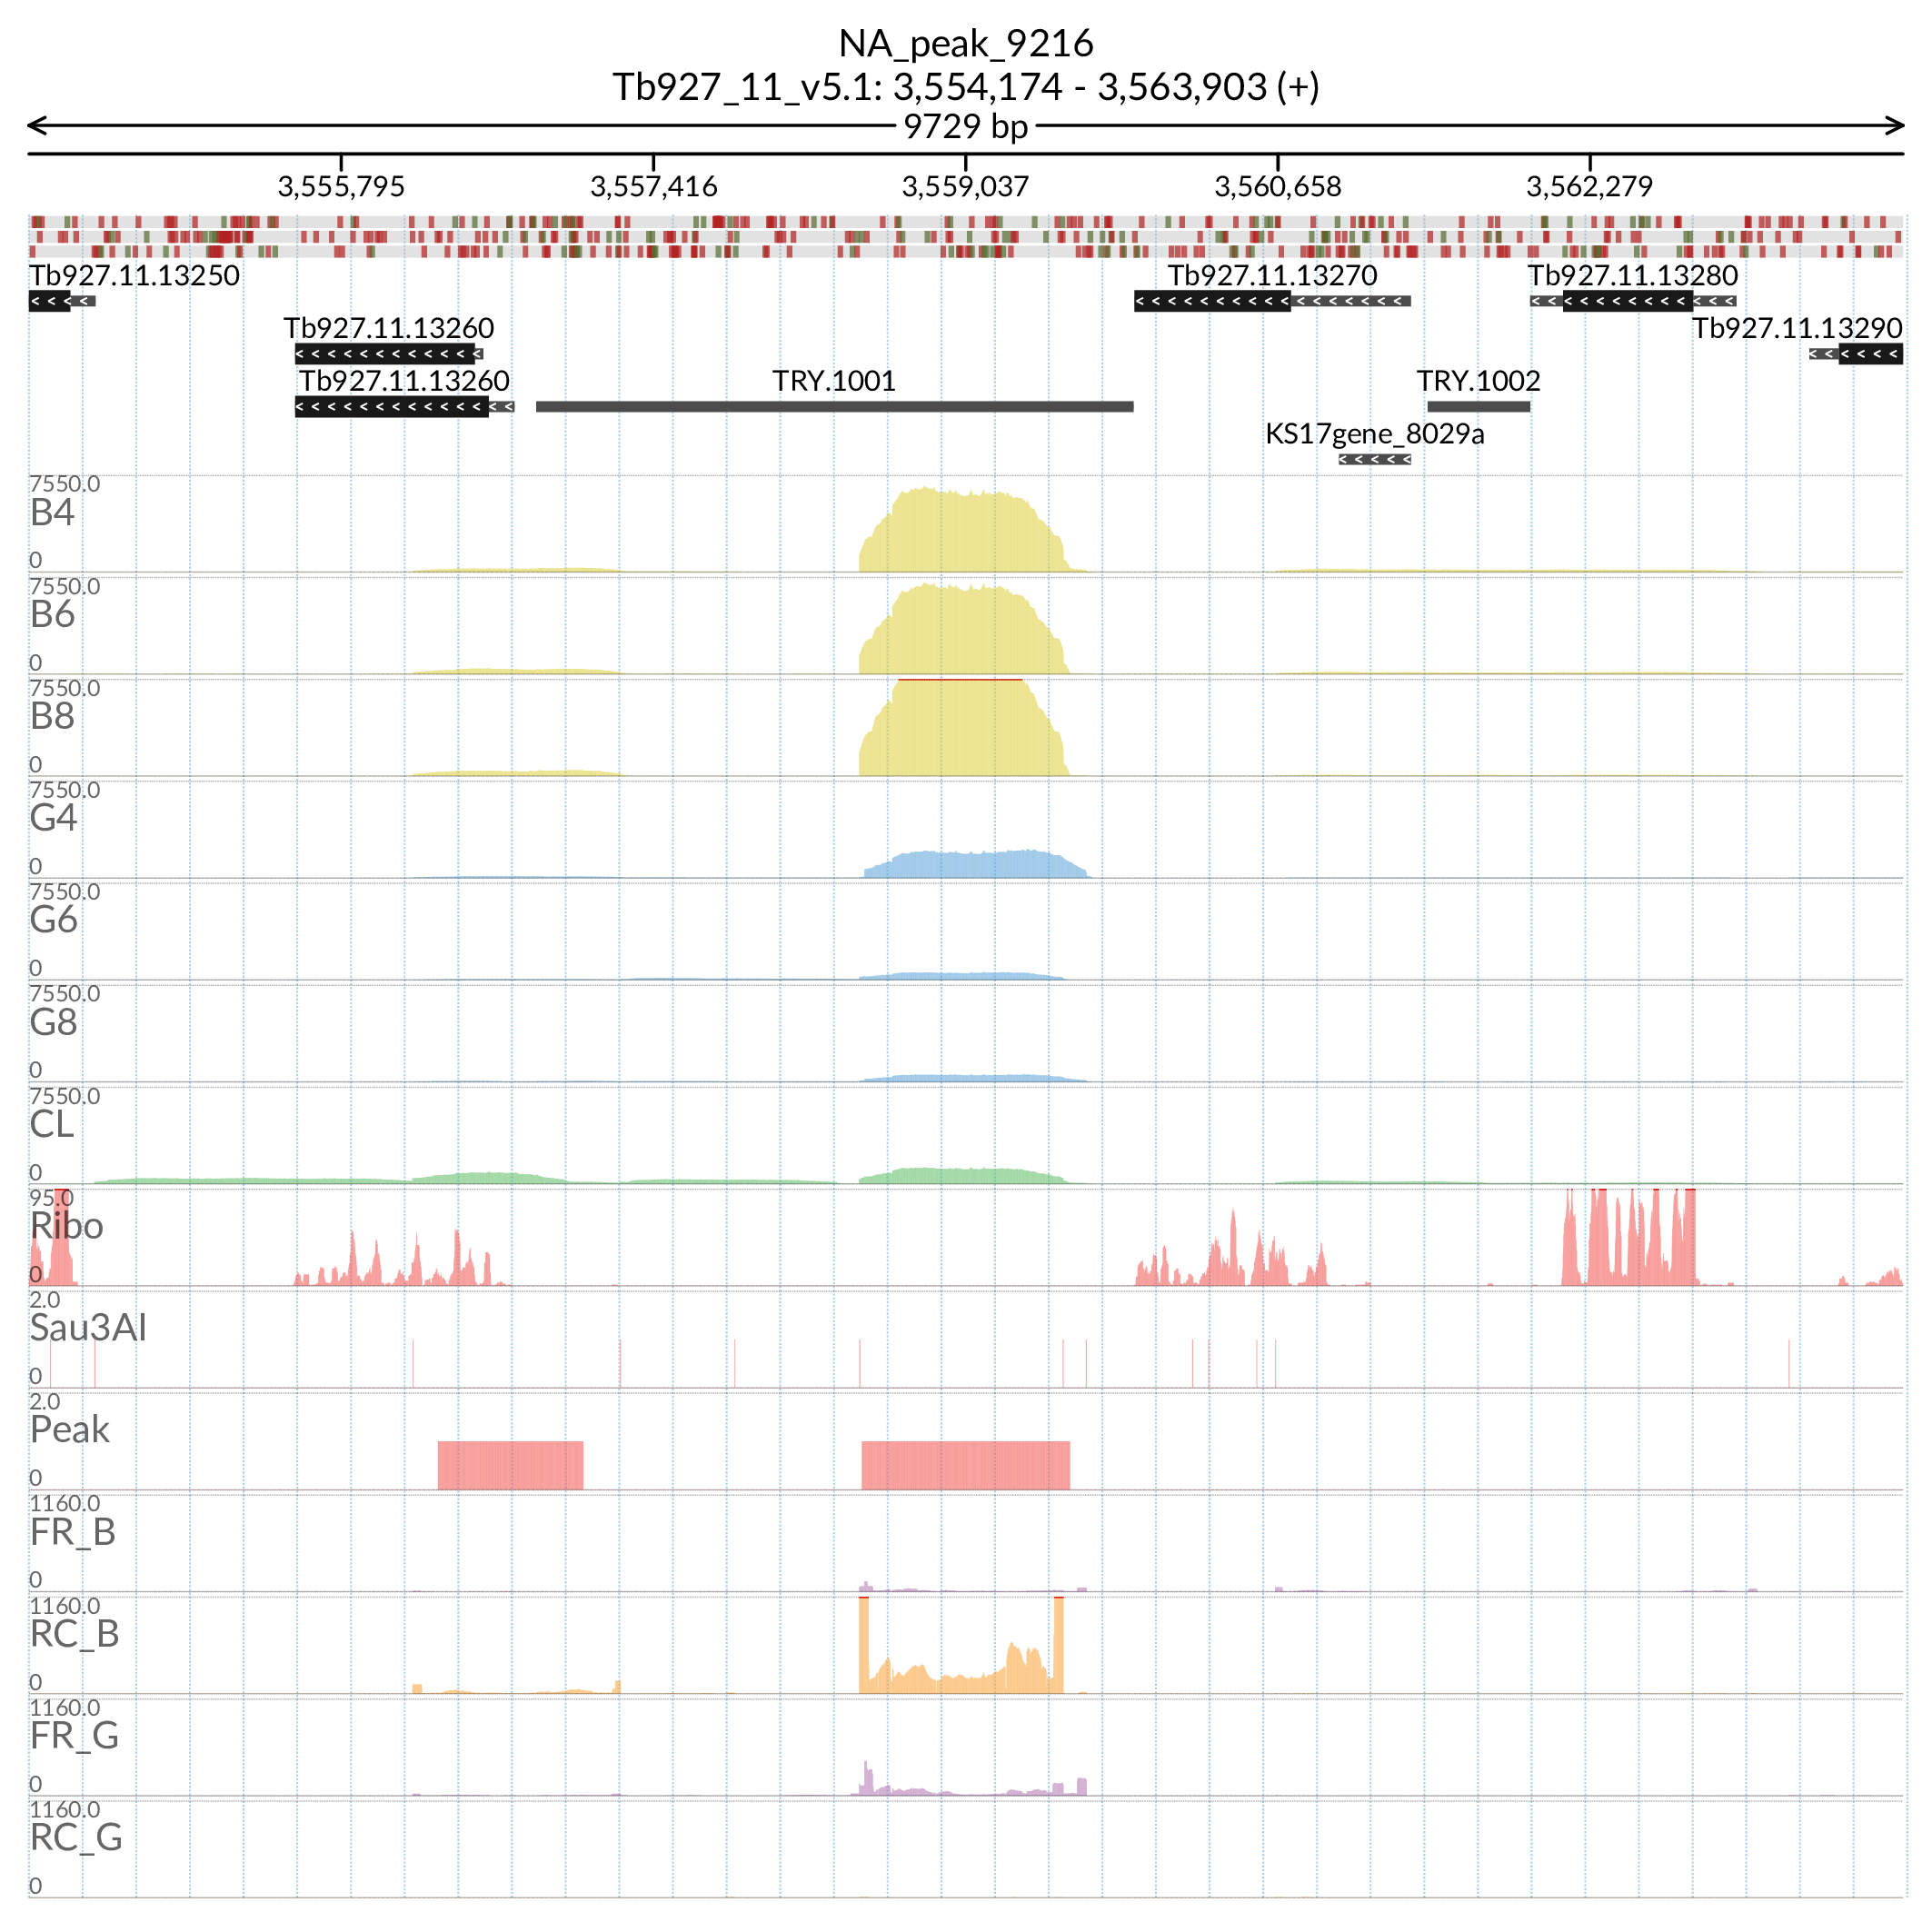 NA_peak_9216
Tb927_11_v5.1: 3,554,174 - 3,563,903 (+)
9729 bp
3,555,795 3,557,416 3,559,037 3,560,658 3,562,279
Tb927.11.13250 Tb927.11.13270 Tb927.11.13280
Tb927.11.13260 Tb927.11.13290
Tb927.11.13260 TRY.1001 TRY.1002
KS17gene_8029a
7550.0
B4
0
7550.0
B6
0
7550.0
B8
0
7550.0
G4
0
7550.0
G6
0
7550.0
G8
0
7550.0
CL
0
95.0
Ribo
0
2.0
Sau3AI
0
2.0
Peak
0
1160.0
FR_B
0
1160.0
RC_B
0
1160.0
FR_G
0
1160.0
RC_G
0